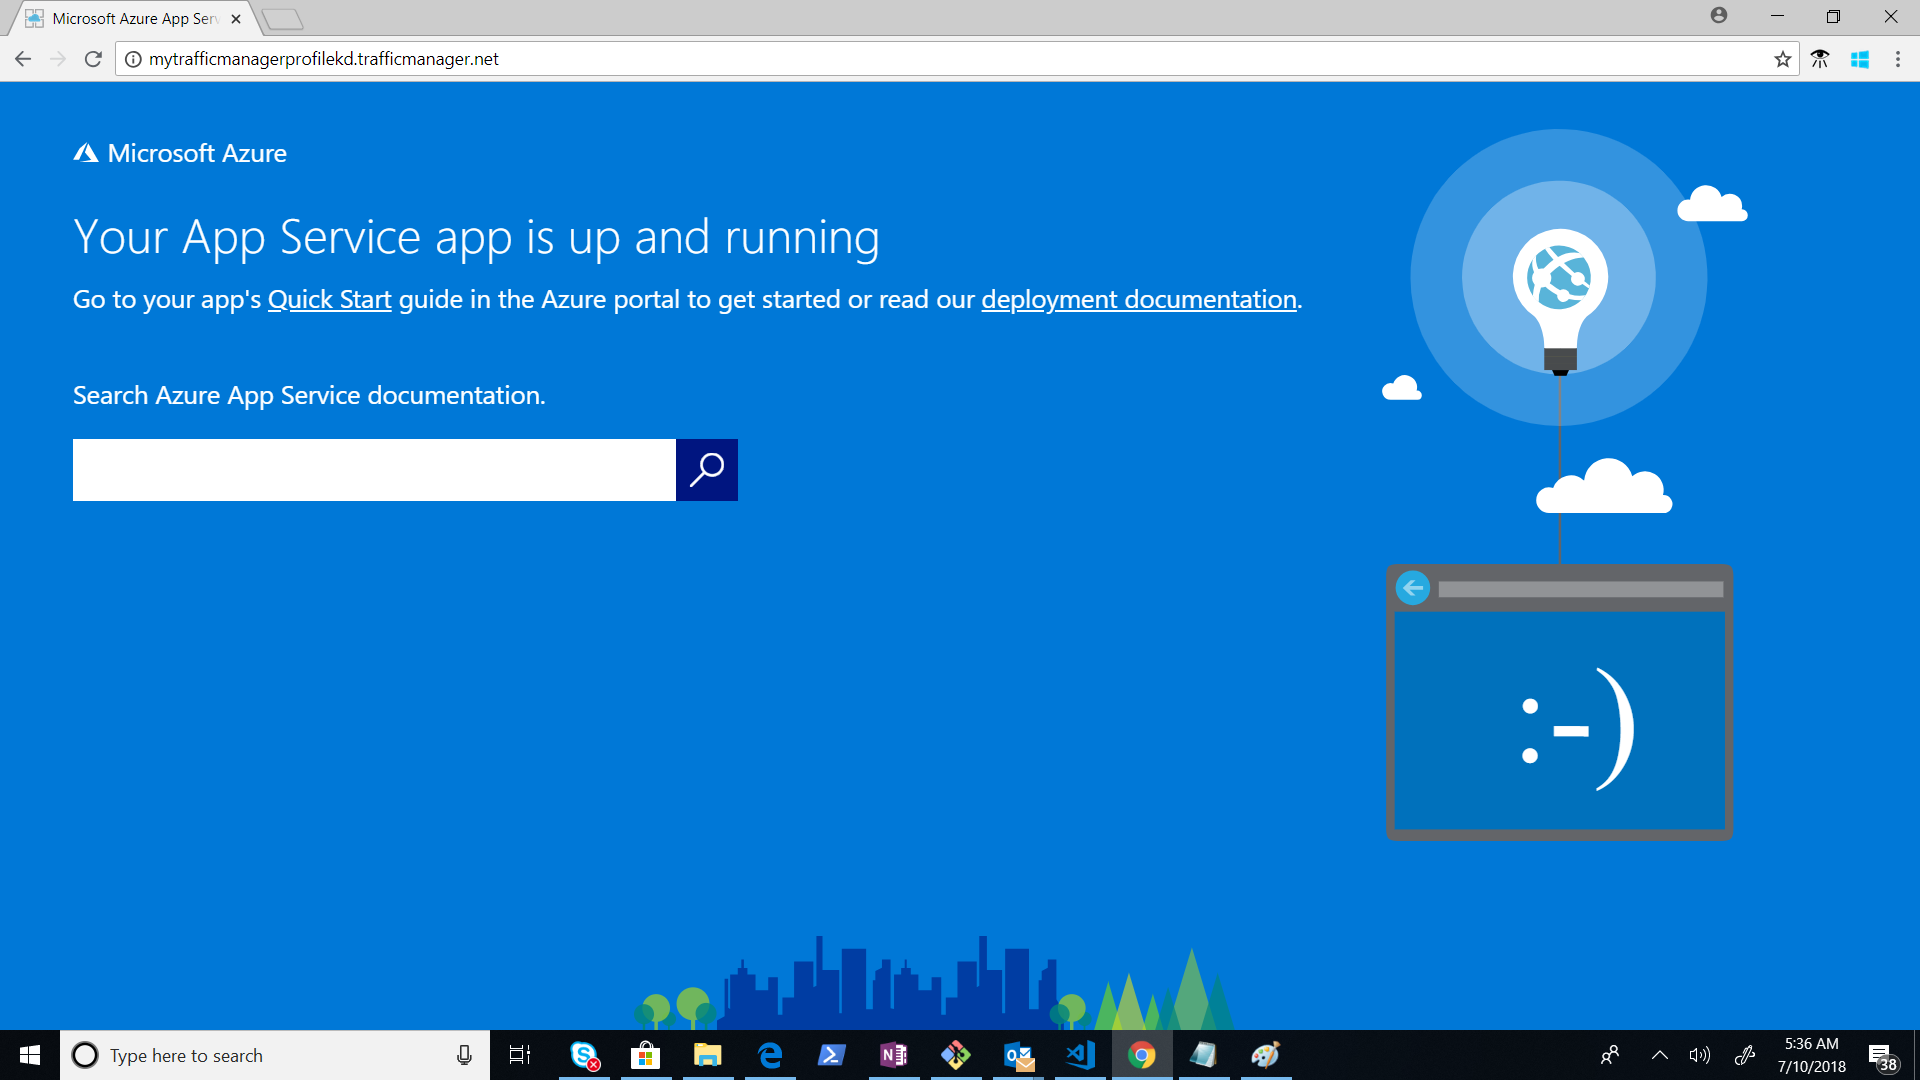 Microsoft Azure App Ser
mytrafficmanagerprofilekd.trafficmanager.net
Microsoft Azure
Your App Service app is up and running
Go to your app's Quick Start guide in the Azure portal to get started or read our deployment documentation.
Search Azure App Service documentation.
:-)
Type here to search
N
o
5:36 AM
7/10/2018
38